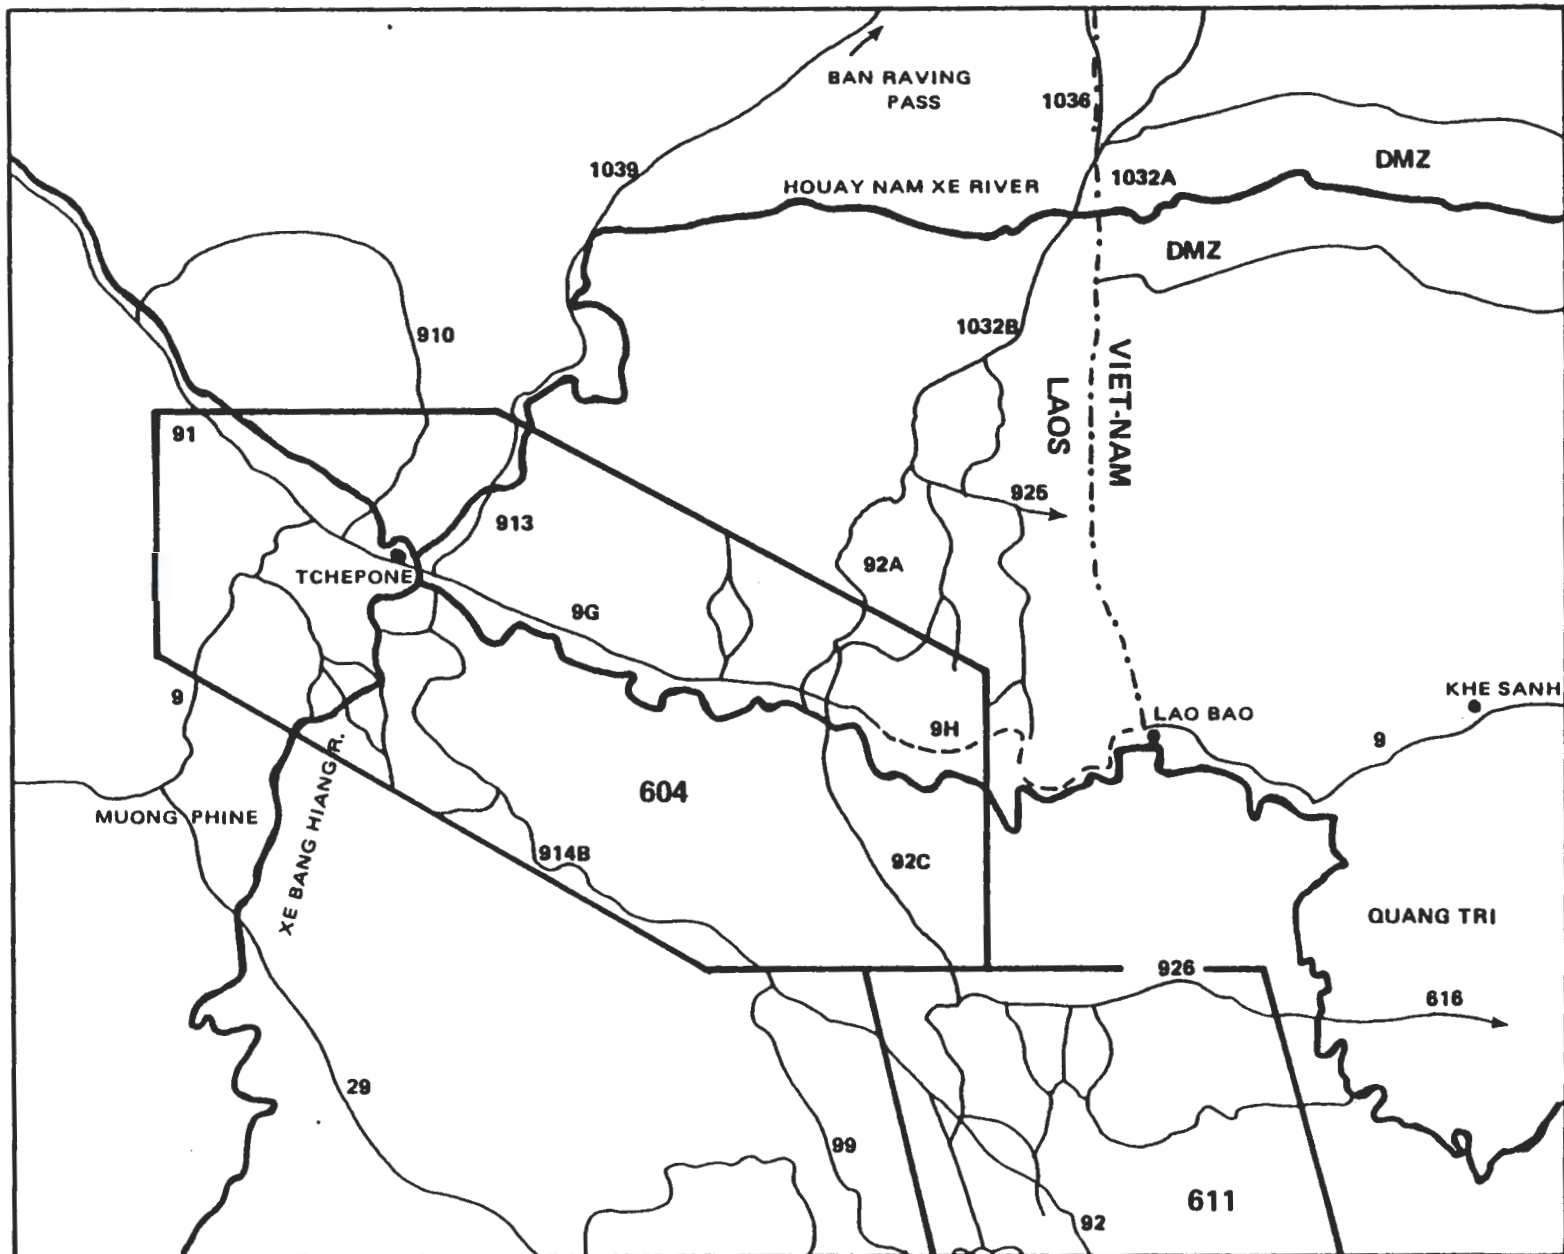 BAN RAVING
PASS
1036
1039
HOUAY NAM XE RIVER
1032A
DMZ
DMZ
910
1032B
LAOS
VIET-NAM
91
925
913
92A
TCHEPONE
9G
9
KHE SANH
LAO BAO
9H
9
604
MUONG PHINE
XE BANG HIANG R.
914B
92C
QUANG TRI
926
616
29
99
611
92